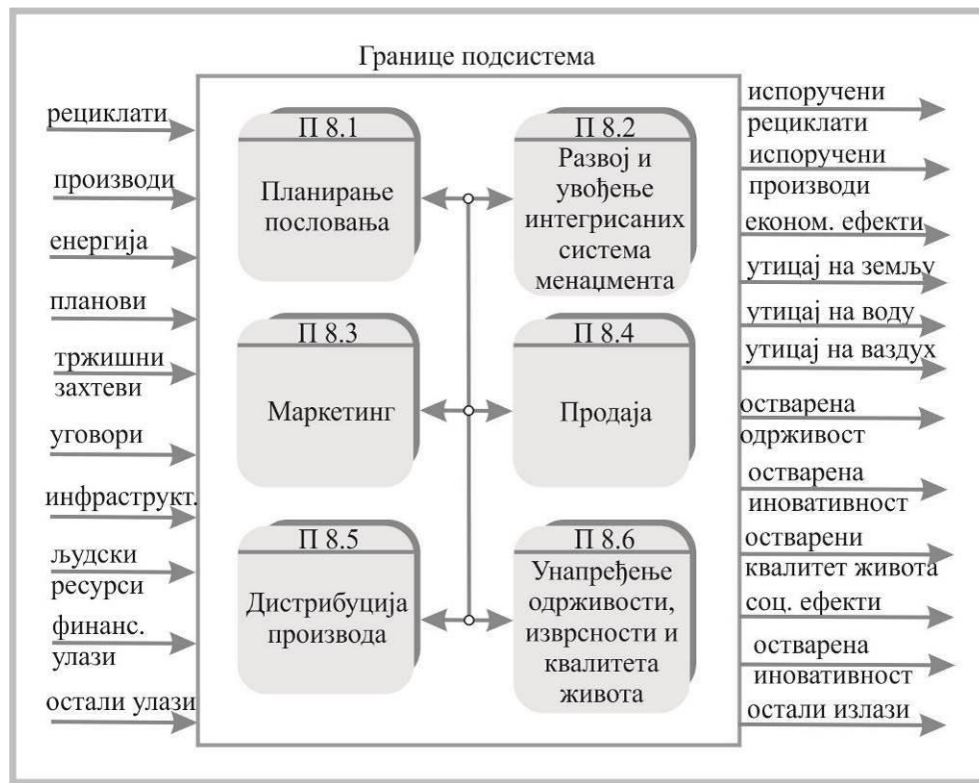 Границе подсистема
рециклати
производи
енергија
планови
тржишни
захтеви
уговори
инфраструкт.
људски
ресурси
финанс.
улази
остали улази
П 8.1
Планирање
пословања
П 8.2
Развој и
увођење
интегрисаних
система
менаџмента
П 8.3
Маркетинг
П 8.4
Продаја
П 8.5
Дистрибуција
производа
П 8.6
Унапређење
одрживости,
изврсности и
квалитета
живота
испоручени
рециклати
испоручени
производи
економ. ефекти
утицај на земљу
утицај на воду
утицај на ваздух
остварена
одрживост
остварена
иновативност
остварени
квалитет живота
соц. ефекти
остварена
иновативност
остали излази